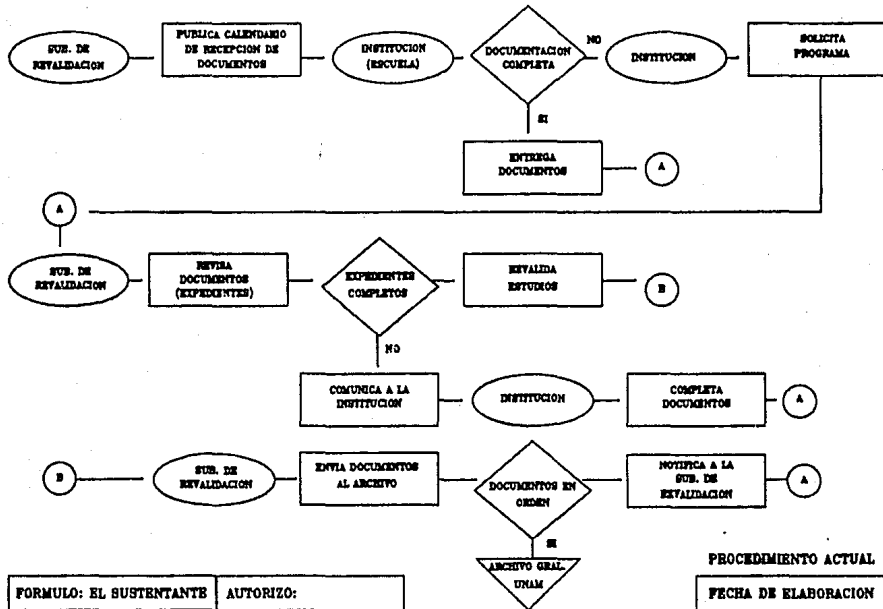 SUB. DE
REVALIDACION
PUBLICA CALENDARIO
DE RECEPCION DE
DOCUMENTOS
INSTITUCION
(ESCUELA)
DOCUMENTACION
COMPLETA
NO
INSTITUCION
SOLICITA
PROGRAMA
SI
ENTREGA
DOCUMENTOS
A
A
SUB. DE
REVALIDACION
REVISA
DOCUMENTOS
(EXPEDIENTES)
EXPEDIENTES
COMPLETOS
REVALIDA
ESTUDIOS
B
NO
COMUNICA A LA
INSTITUCION
INSTITUCION
COMPLETA
DOCUMENTOS
A
B
SUB. DE
REVALIDACION
ENVIA DOCUMENTOS
AL ARCHIVO
DOCUMENTOS EN
ORDEN
NOTIFICA A LA
SUB. DE
REVALIDACION
A
SI
ARCHIVO GRAL.
UNAM
PROCEDIMIENTO ACTUAL
FORMULO: EL SUSTENTANTE
AUTORIZO:
FECHA DE ELABORACION